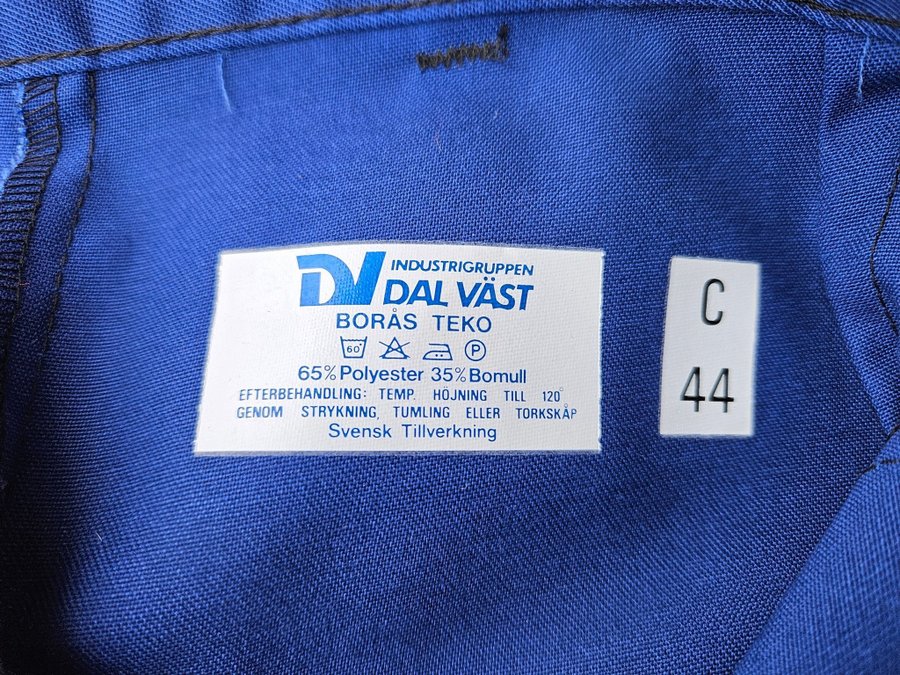 DV INDUSTRIGRUPPEN
DAL VÄST
BORÅS TEKO
60° P
65% Polyester 35% Bomull
EFTERBEHANDLING: TEMP. HÖJNING TILL 120°
GENOM STRYKNING, TUMLING ELLER TORKSKÅP
Svensk Tillverkning
C
44